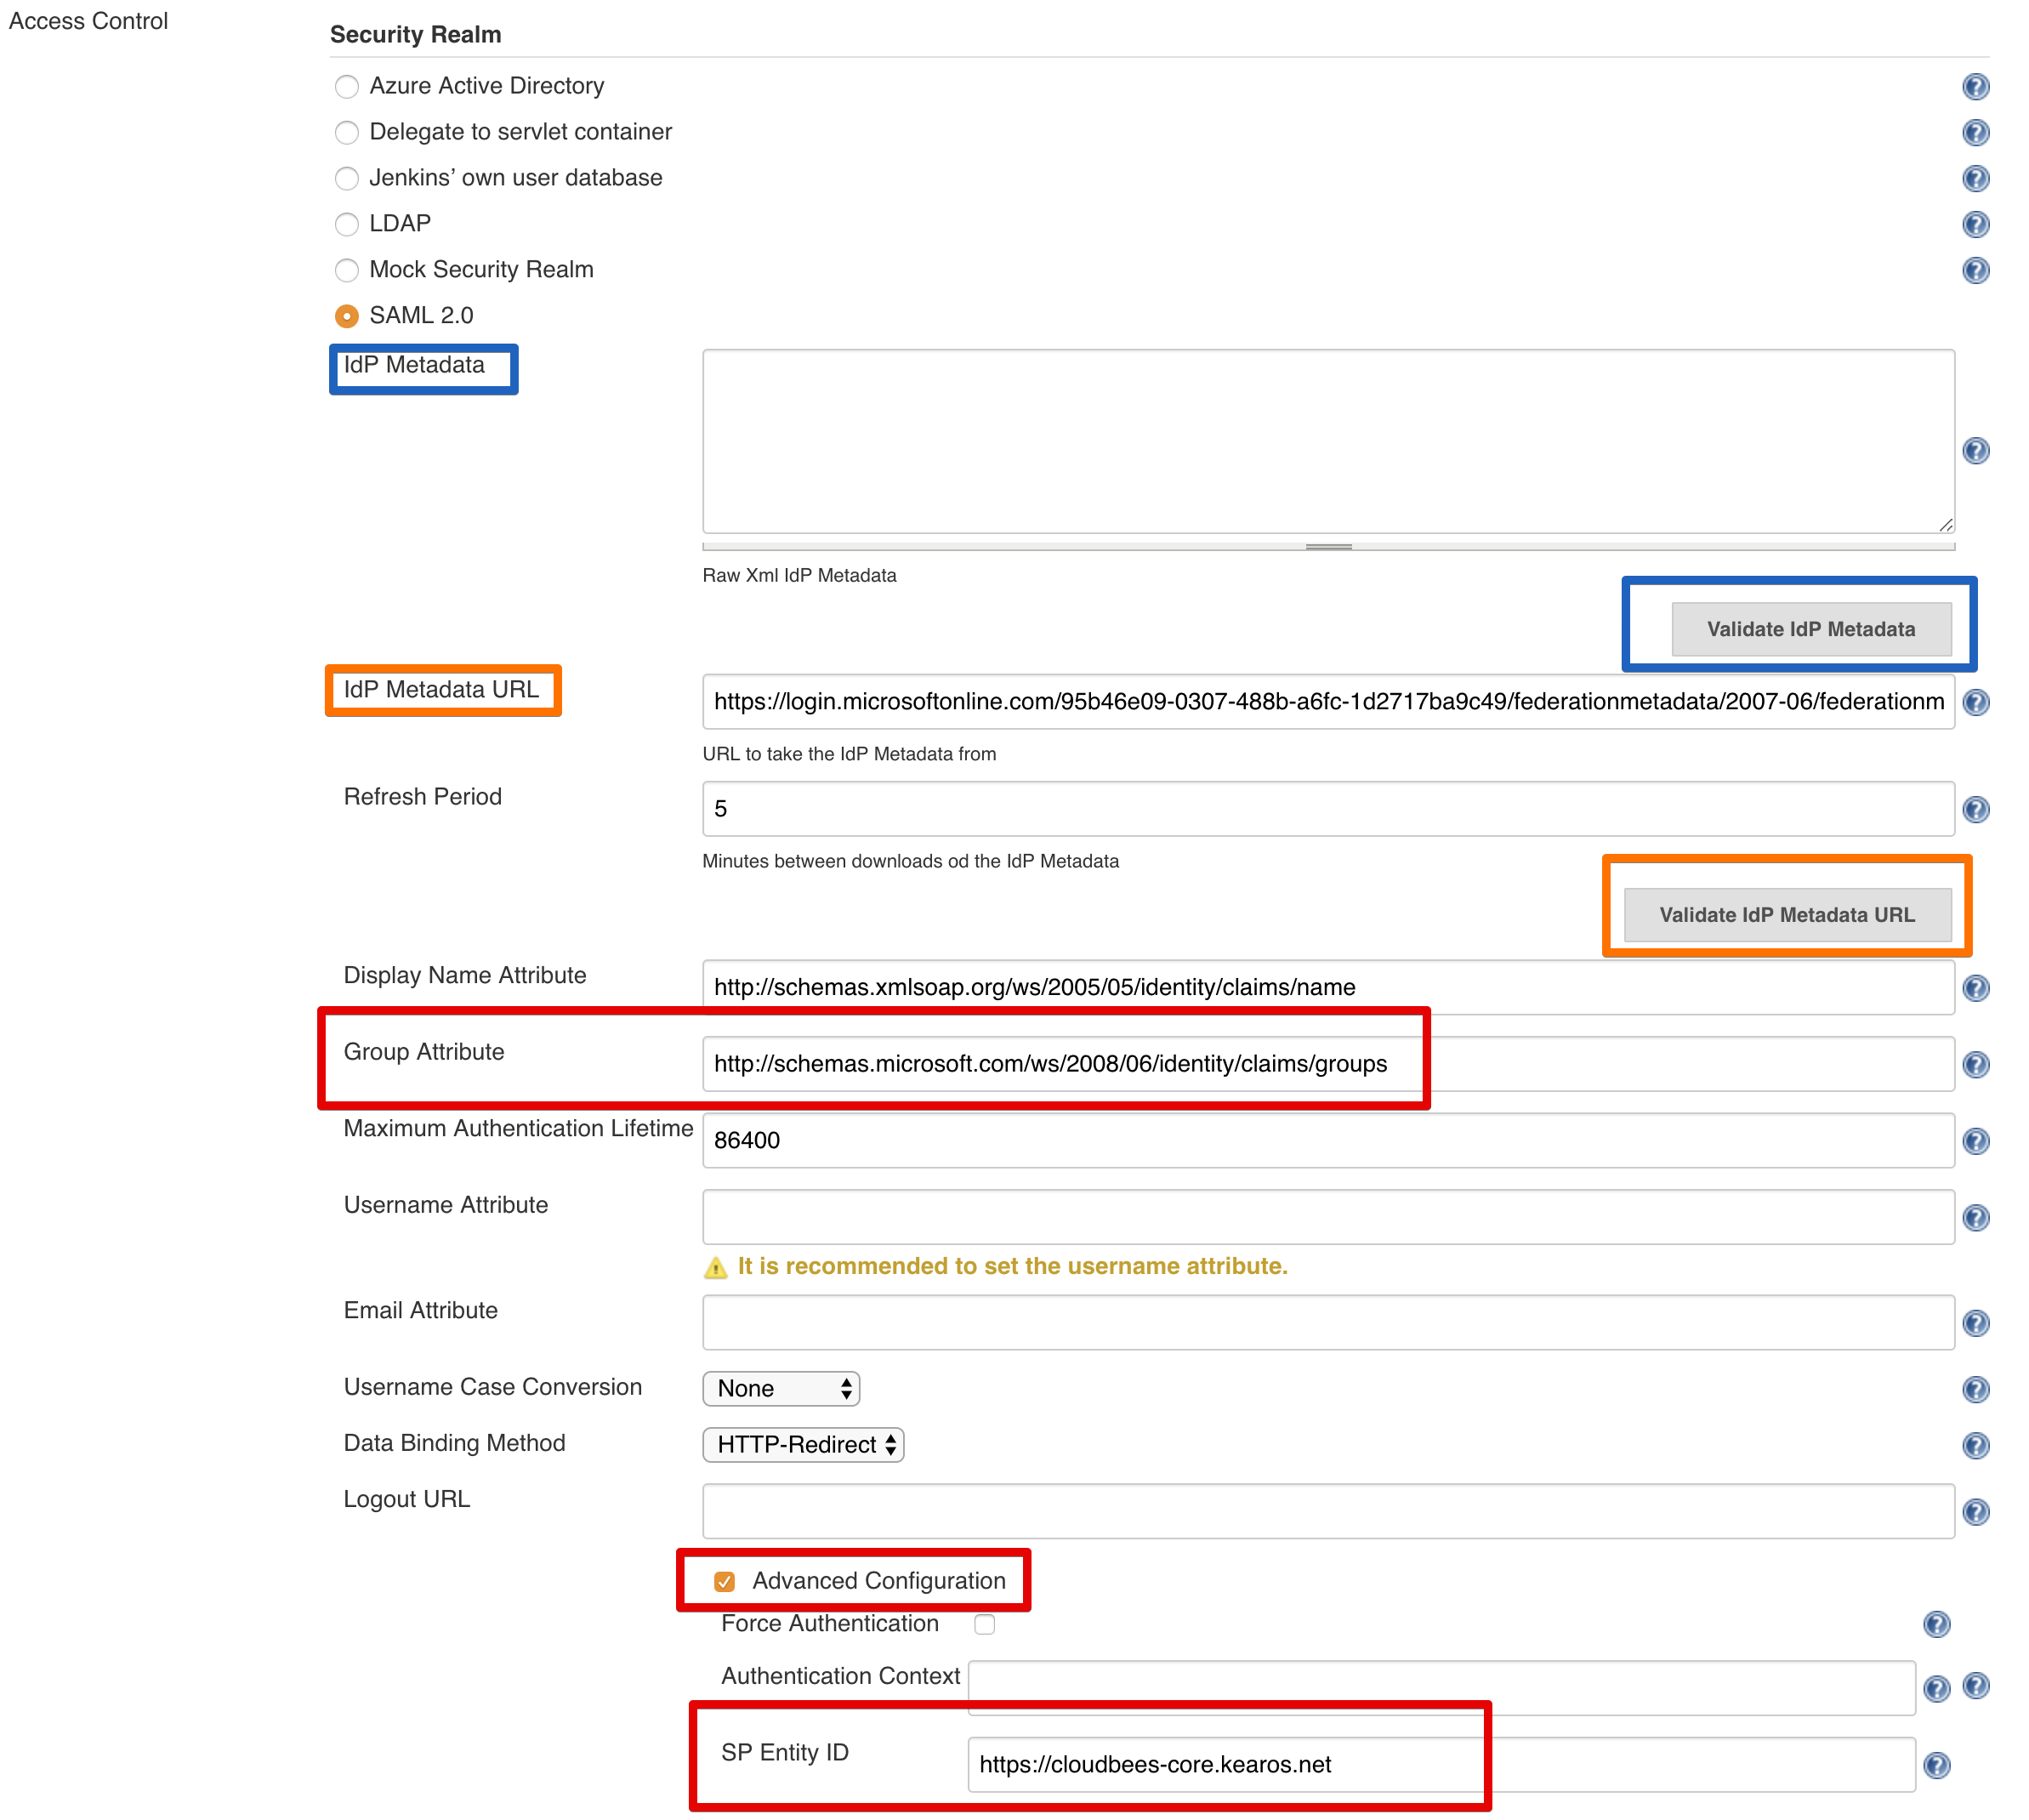 Access Control
Security Realm
Azure Active Directory
Delegate to servlet container
Jenkins’ own user database
LDAP
Mock Security Realm
SAML 2.0
IdP Metadata
Raw Xml IdP Metadata
Validate IdP Metadata
IdP Metadata URL
https://login.microsoftonline.com/95b46e09-0307-488b-a6fc-1d2717ba9c49/federationmetadata/2007-06/federationm
URL to take the IdP Metadata from
Refresh Period
5
Minutes between downloads od the IdP Metadata
Validate IdP Metadata URL
Display Name Attribute
http://schemas.xmlsoap.org/ws/2005/05/identity/claims/name
Group Attribute
http://schemas.microsoft.com/ws/2008/06/identity/claims/groups
Maximum Authentication Lifetime
86400
Username Attribute
It is recommended to set the username attribute.
Email Attribute
Username Case Conversion
None
Data Binding Method
HTTP-Redirect
Logout URL
Advanced Configuration
Force Authentication
Authentication Context
SP Entity ID
https://cloudbees-core.kearos.net